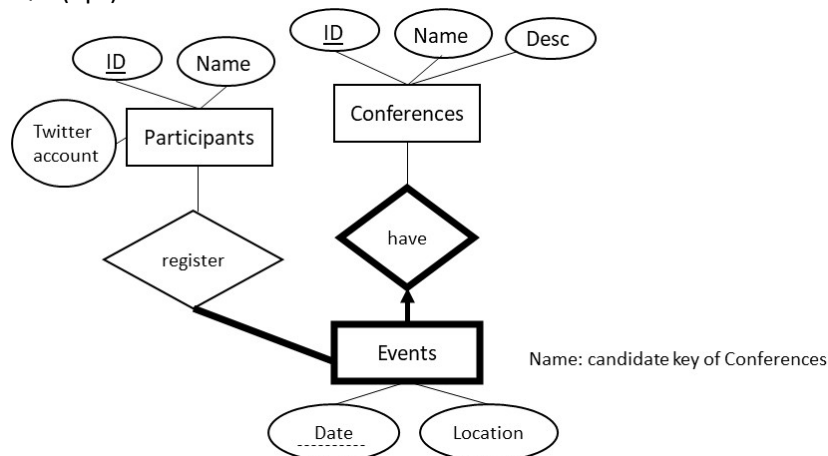 ID
Name
Desc
ID
Name
Conferences
Twitter
account
Participants
have
register
Events
Name: candidate key of Conferences
Date
Location